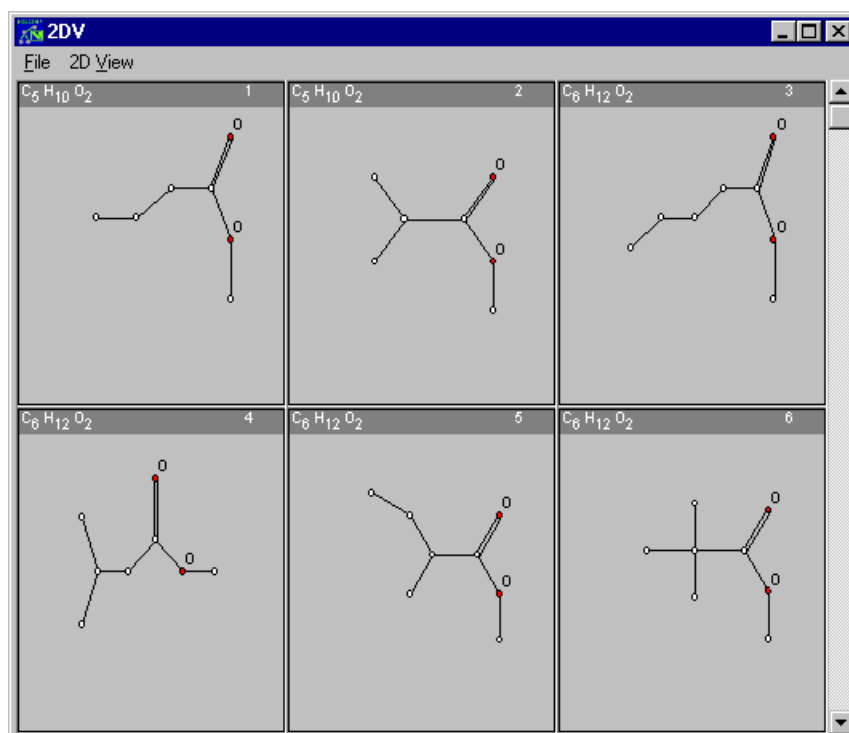 2DV
File 2D View
C5 H10 O2 1
C5 H10 O2 2
C6 H12 O2 3
O
O
O
O
O
O
C6 H12 O2 4
C6 H12 O2 5
C6 H12 O2 6
O
O
O
O
O
O